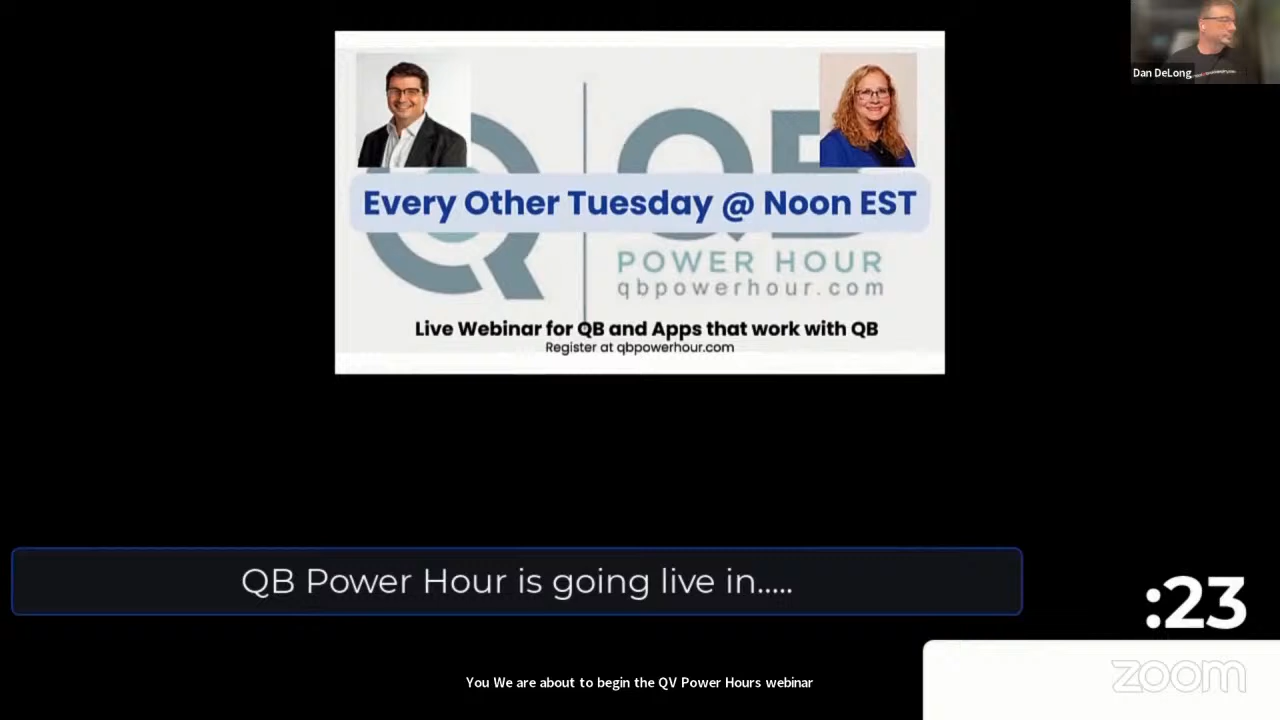 Dan DeLong
QB
Every Other Tuesday @ Noon EST
POWER HOUR
qbpowerhour.com
Live Webinar for QB and Apps that work with QB
Register at qbpowerhour.com
QB Power Hour is going live in.....
:23
zoom
You We are about to begin the QV Power Hours webinar